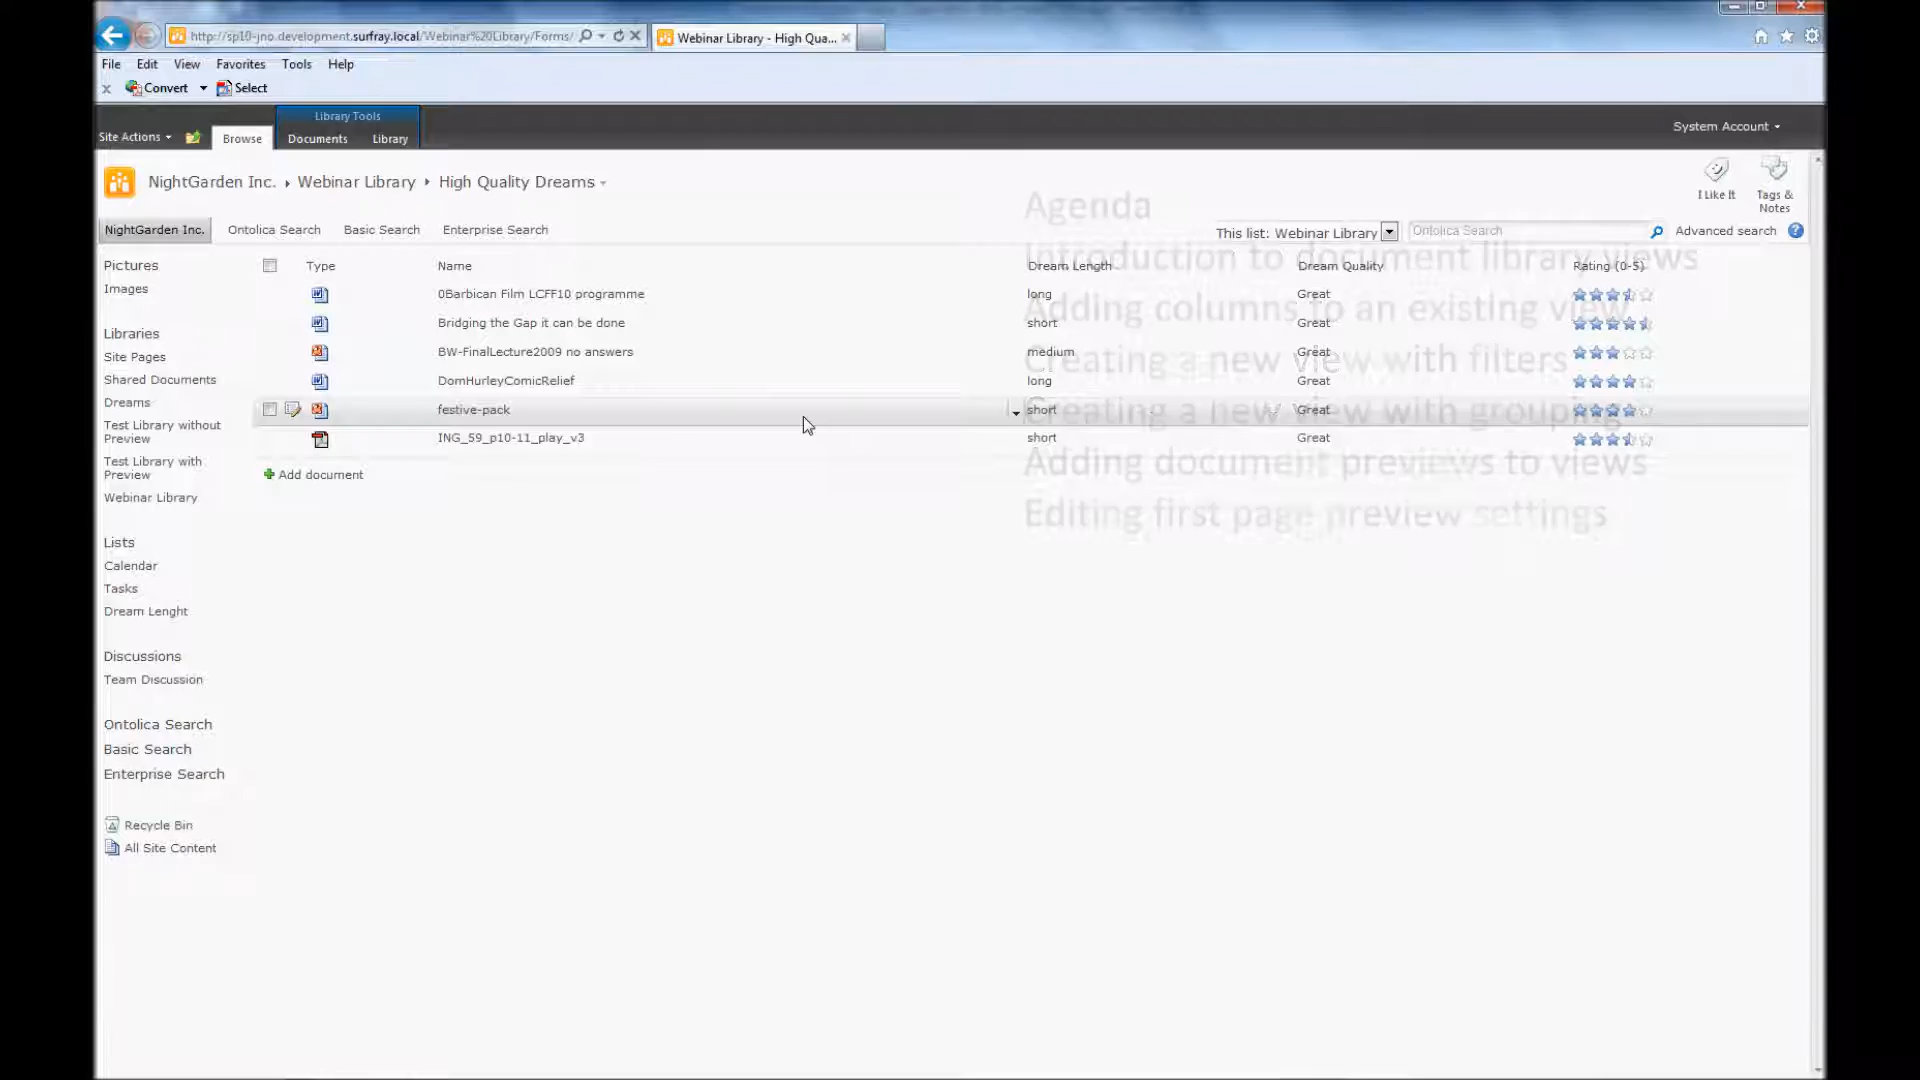 http://sp10-jno.development.surfray.local/Webinar%20Library/Forms/
Webinar Library - High Qua...
File Edit View Favorites Tools Help
x Convert Select
Library Tools
Site Actions Browse Documents Library
System Account
NightGarden Inc. Webinar Library High Quality Dreams
I Like It
Tags & Notes
NightGarden Inc. Ontolica Search Basic Search Enterprise Search
This list: Webinar Library Ontolica Search Advanced search
Agenda
Introduction to document library views
Adding columns to an existing view
Creating a new view with filters
Creating a new view with grouping
Adding document previews to views
Editing first page preview settings
Pictures
Images
Libraries
Site Pages
Shared Documents
Dreams
Test Library without
Preview
Test Library with
Preview
Webinar Library
Lists
Calendar
Tasks
Dream Lenght
Discussions
Team Discussion
Ontolica Search
Basic Search
Enterprise Search
Recycle Bin
All Site Content
Type Name Dream Length Dream Quality Rating (0-5)
0Barbican Film LCFF10 programme long Great
Bridging the Gap it can be done short Great
BW-FinalLecture2009 no answers medium Great
DomHurleyComicRelief long Great
festive-pack short Great
ING_59_p10-11_play_v3 short Great
Add document